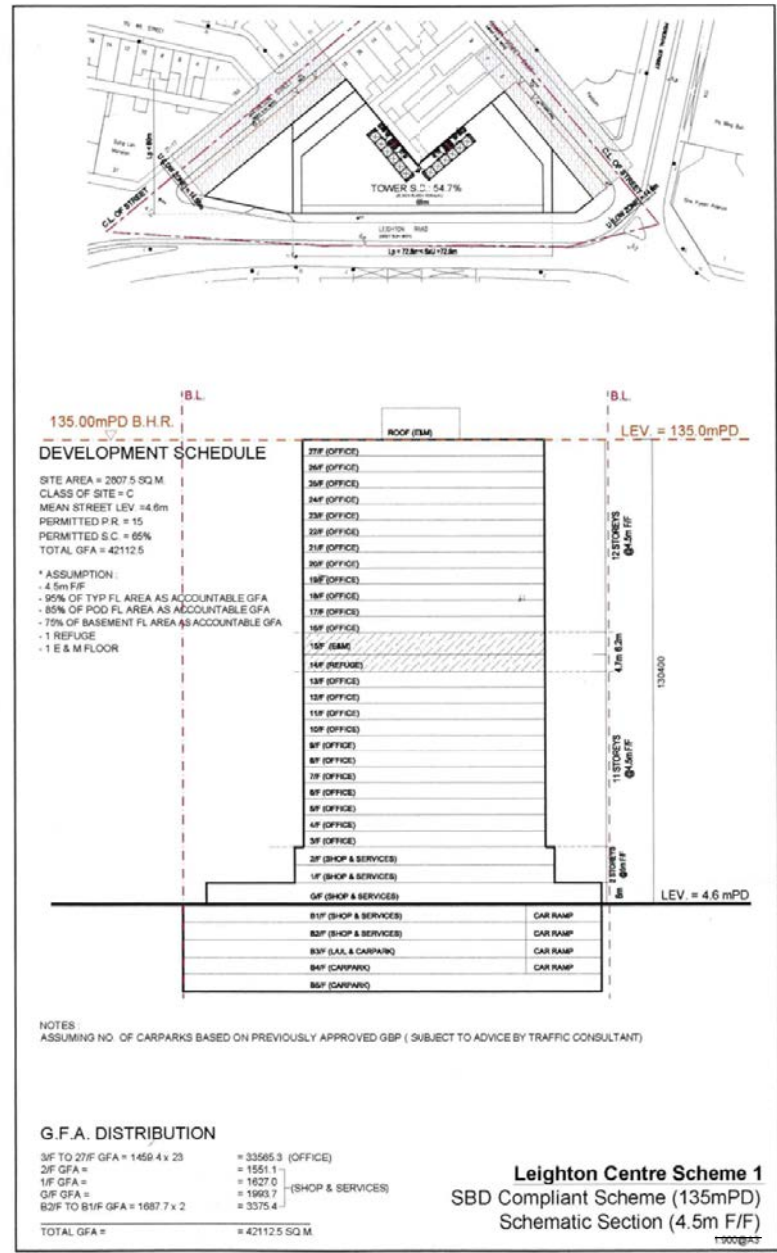 C.L. OF STREET
C.L. OF STREET
TOWER S.C.: 54.7%
LEIGHTON ROAD
B.L.
B.L.
135.00mPD B.H.R.
ROOF (E&M)
LEV. = 135.0mPD
DEVELOPMENT SCHEDULE
SITE AREA = 2807.5 SQ.M.
CLASS OF SITE = C
MEAN STREET LEV. =4.6m
PERMITTED P.R. = 15
PERMITTED S.C. = 65%
TOTAL GFA = 42112.5
* ASSUMPTION :
- 4.5m F/F
- 95% OF TYP FL AREA AS ACCOUNTABLE GFA
- 85% OF POD FL AREA AS ACCOUNTABLE GFA
- 75% OF BASEMENT FL AREA AS ACCOUNTABLE GFA
- 1 REFUGE
- 1 E & M FLOOR
27/F (OFFICE)
26/F (OFFICE)
25/F (OFFICE)
24/F (OFFICE)
23/F (OFFICE)
22/F (OFFICE)
21/F (OFFICE)
20/F (OFFICE)
19/F (OFFICE)
18/F (OFFICE)
17/F (OFFICE)
16/F (OFFICE)
15/F (E&M)
14/F (REFUGE)
13/F (OFFICE)
12/F (OFFICE)
11/F (OFFICE)
10/F (OFFICE)
9/F (OFFICE)
8/F (OFFICE)
7/F (OFFICE)
6/F (OFFICE)
5/F (OFFICE)
4/F (OFFICE)
3/F (OFFICE)
2/F (SHOP & SERVICES)
1/F (SHOP & SERVICES)
G/F (SHOP & SERVICES)
12 STOREYS
@4.5m F/F
4.7m 6.2m
11 STOREYS
@4.5m F/F
2 STOREYS
@5m F/F
6m
130400
LEV. = 4.6 mPD
B1/F (SHOP & SERVICES) CAR RAMP
B2/F (SHOP & SERVICES) CAR RAMP
B3/F (L/UL & CARPARK) CAR RAMP
B4/F (CARPARK) CAR RAMP
B5/F (CARPARK)
NOTES :
ASSUMING NO. OF CARPARKS BASED ON PREVIOUSLY APPROVED GBP ( SUBJECT TO ADVICE BY TRAFFIC CONSULTANT)
G.F.A. DISTRIBUTION
3/F TO 27/F GFA = 1459.4 x 23 = 33565.3 (OFFICE)
2/F GFA = = 1551.1
1/F GFA = = 1627.0
G/F GFA = = 1993.7 (SHOP & SERVICES)
B2/F TO B1/F GFA = 1687.7 x 2 = 3375.4
TOTAL GFA = = 42112.5 SQ.M.
Leighton Centre Scheme 1
SBD Compliant Scheme (135mPD)
Schematic Section (4.5m F/F)
1:900@A3